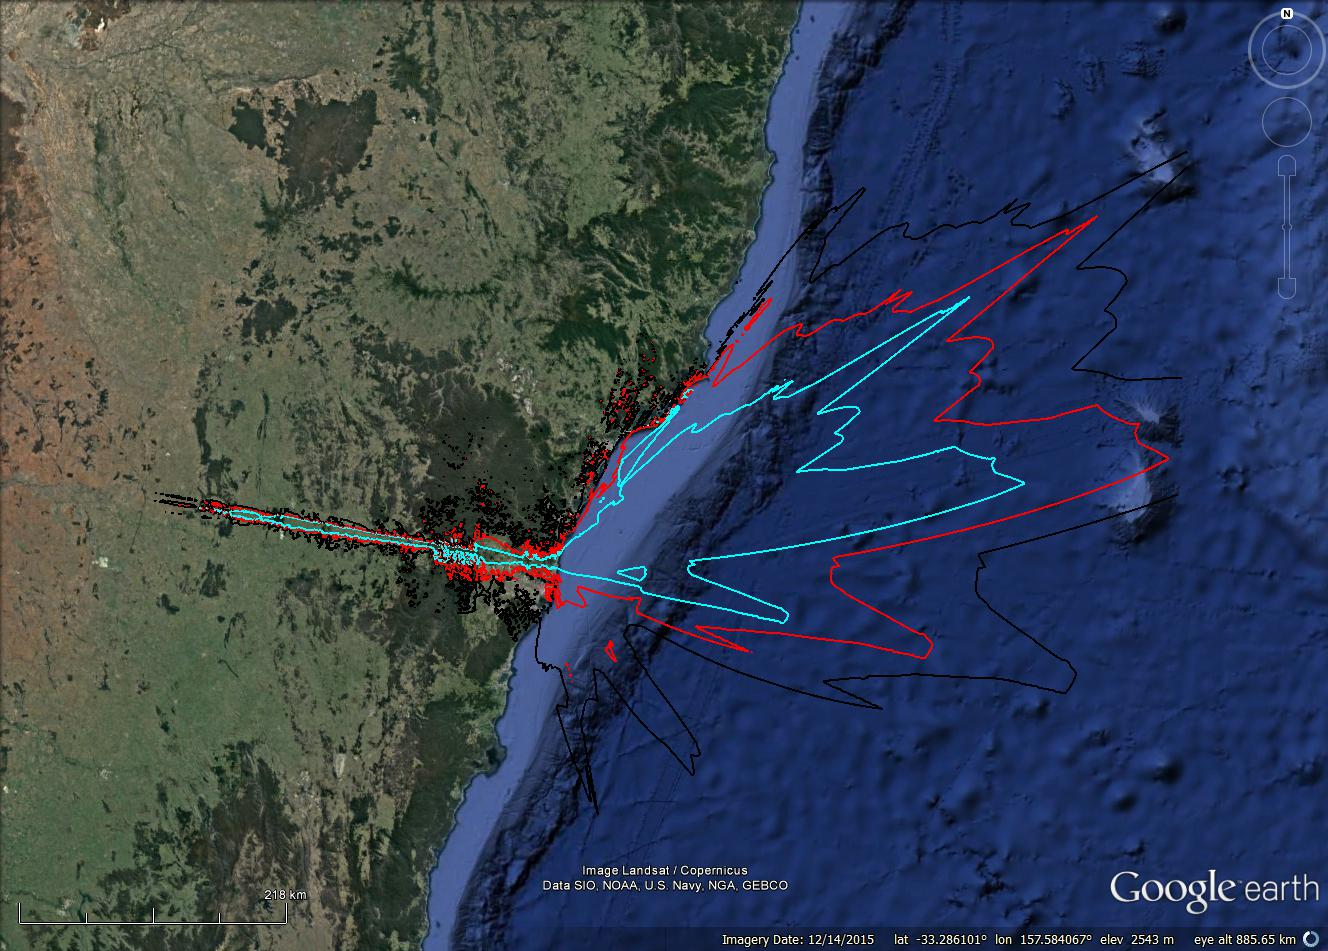 N
218 km
Image Landsat / Copernicus
Data SIO, NOAA, U.S. Navy, NGA, GEBCO
Google earth
Imagery Date: 12/14/2015 lat -33.286101° lon 157.584067° elev 2543 m eye alt 885.65 km